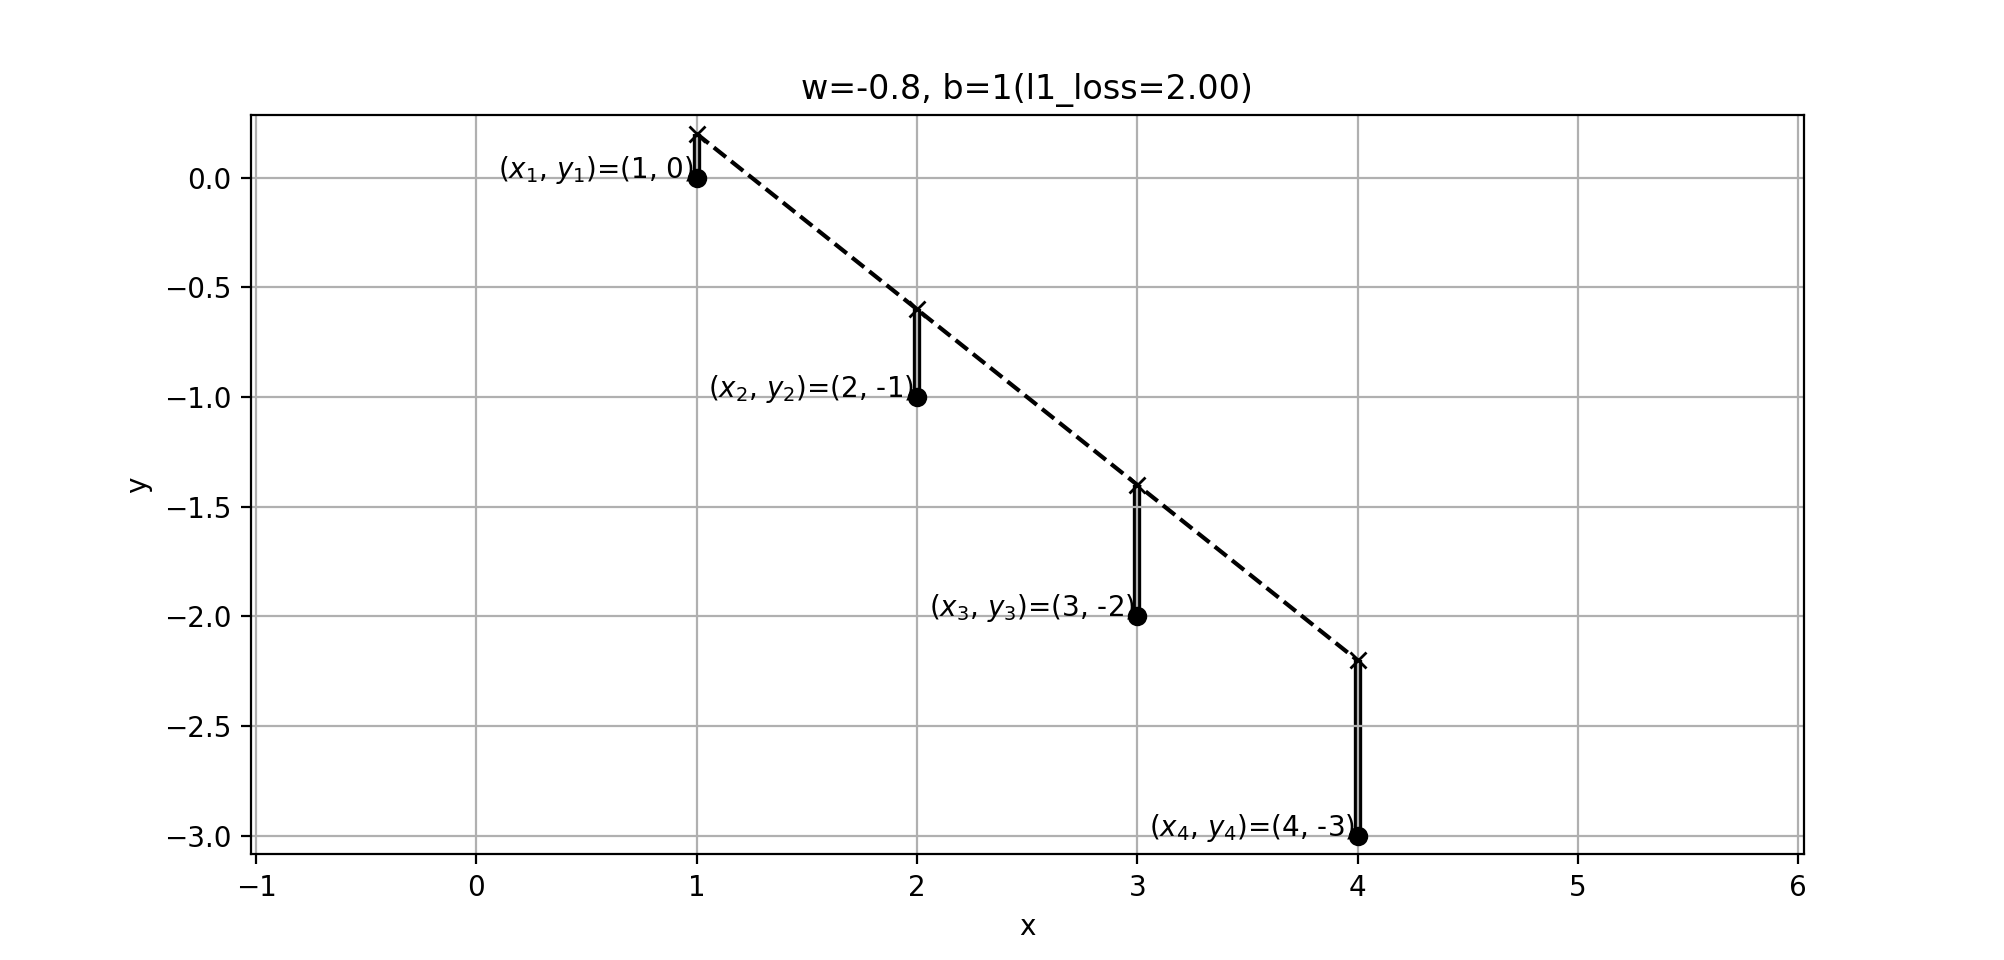 w=-0.8, b=1(l1_loss=2.00)
(x₁, y₁)=(1, 0)
(x₂, y₂)=(2, -1)
(x₃, y₃)=(3, -2)
(x₄, y₄)=(4, -3)
y
0.0
−0.5
−1.0
−1.5
−2.0
−2.5
−3.0
−1 0 1 2 3 4 5 6
x